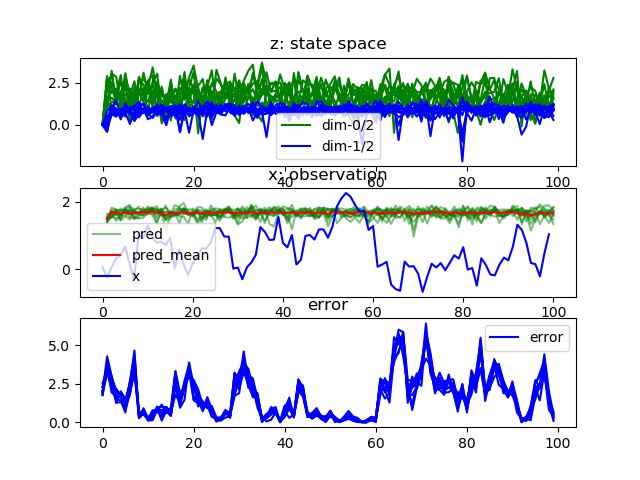 z: state space
2.5
0.0
dim-0/2
dim-1/2
0 20 40 60 80 100
x: observation
2
0
pred
pred_mean
x
0 20 40 60 80 100
error
5.0
2.5
0.0
error
0 20 40 60 80 100